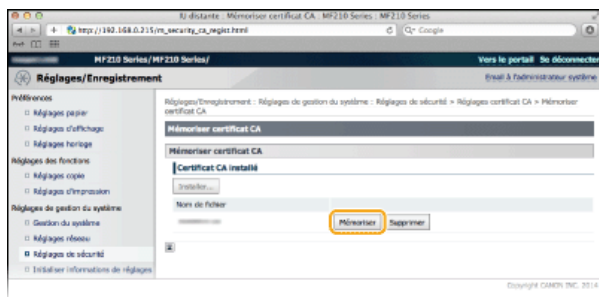 IU distante : Mémoriser certificat CA : MF210 Series : MF210 Series
http://192.168.0.215/m_security_ca_regist.html
Google
MF210 Series/MF210 Series/
Vers le portail Se déconnecter
Réglages/Enregistrement
Email à l'administrateur système
Préférences
Réglages papier
Réglages d'affichage
Réglages horloge
Réglages des fonctions
Réglages copie
Réglages d'impression
Réglages de gestion du système
Gestion du système
Réglages réseau
Réglages de sécurité
Initialiser informations de réglages
Réglages/Enregistrement : Réglages de gestion du système : Réglages de sécurité > Réglages certificat CA > Mémoriser
certificat CA
Mémoriser certificat CA
Mémoriser certificat CA
Certificat CA installé
Installer...
Nom de fichier
Mémoriser Supprimer
Copyright CANON INC. 2014